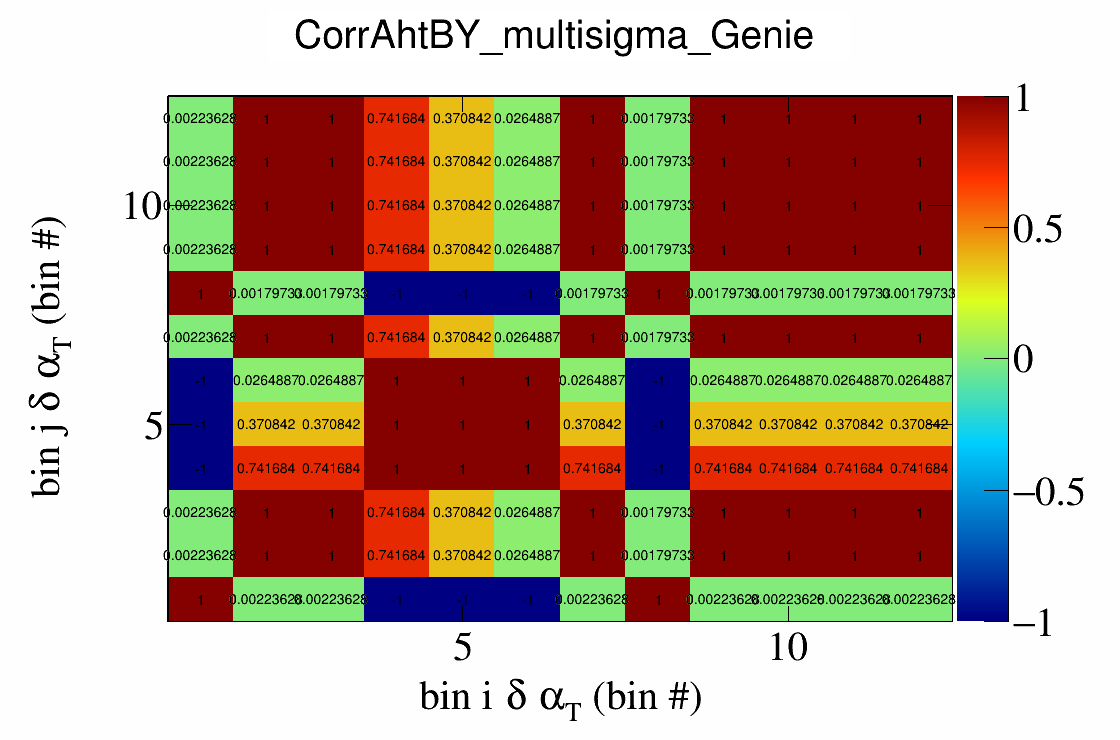 CorrAhtBY_multisigma_Genie
0.00223628 1 1 0.741684 0.370842 0.0264887 1 0.00179733 1 1 1 1
0.00223628 1 1 0.741684 0.370842 0.0264887 1 0.00179733 1 1 1 1
10 0.00223628 1 1 0.741684 0.370842 0.0264887 1 0.00179733 1 1 1 1
0.00223628 1 1 0.741684 0.370842 0.0264887 1 0.00179733 1 1 1 1
1 0.00179733 0.00179733 -1 -1 -1 0.00179733 1 0.00179733 0.00179733 0.00179733 0.00179733
0.00223628 1 1 0.741684 0.370842 0.0264887 1 0.00179733 1 1 1 1
-1 0.0264887 0.0264887 1 1 1 0.0264887 -1 0.0264887 0.0264887 0.0264887 0.0264887
5 -1 0.370842 0.370842 1 1 1 0.370842 -1 0.370842 0.370842 0.370842 0.370842
-1 0.741684 0.741684 1 1 1 0.741684 -1 0.741684 0.741684 0.741684 0.741684
0.00223628 1 1 0.741684 0.370842 0.0264887 1 0.00179733 1 1 1 1
0.00223628 1 1 0.741684 0.370842 0.0264887 1 0.00179733 1 1 1 1
1 0.00223628 0.00223628 -1 -1 -1 0.00223628 1 0.00223628 0.00223628 0.00223628 0.00223628
5 10
bin i δ α_T (bin #)
bin j δ α_T (bin #)
1
0.5
0
−0.5
−1